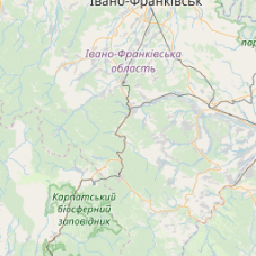 Івано-Франківськ
Івано-Франківська
область
Карпатський
біосферний
заповідник